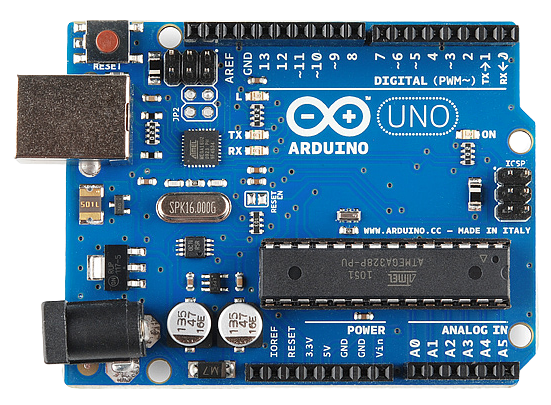 RESET
AREF
GND
13
12
~11
~10
~9
8
7
~6
~5
4
~3
2
TX→1
RX←0
DIGITAL (PWM~)
JP2
L
TX
RX
ARDUINO
™
UNO
ON
ICSP
RESET
EN
SPK16.000G
501L
WWW.ARDUINO.CC - MADE IN ITALY
ATMEL
ATMEGA328P-PU
1051
135
47
16E
135
47
16E
M7
POWER
ANALOG IN
IOREF
RESET
3.3V
5V
GND
GND
Vin
A0
A1
A2
A3
A4
A5